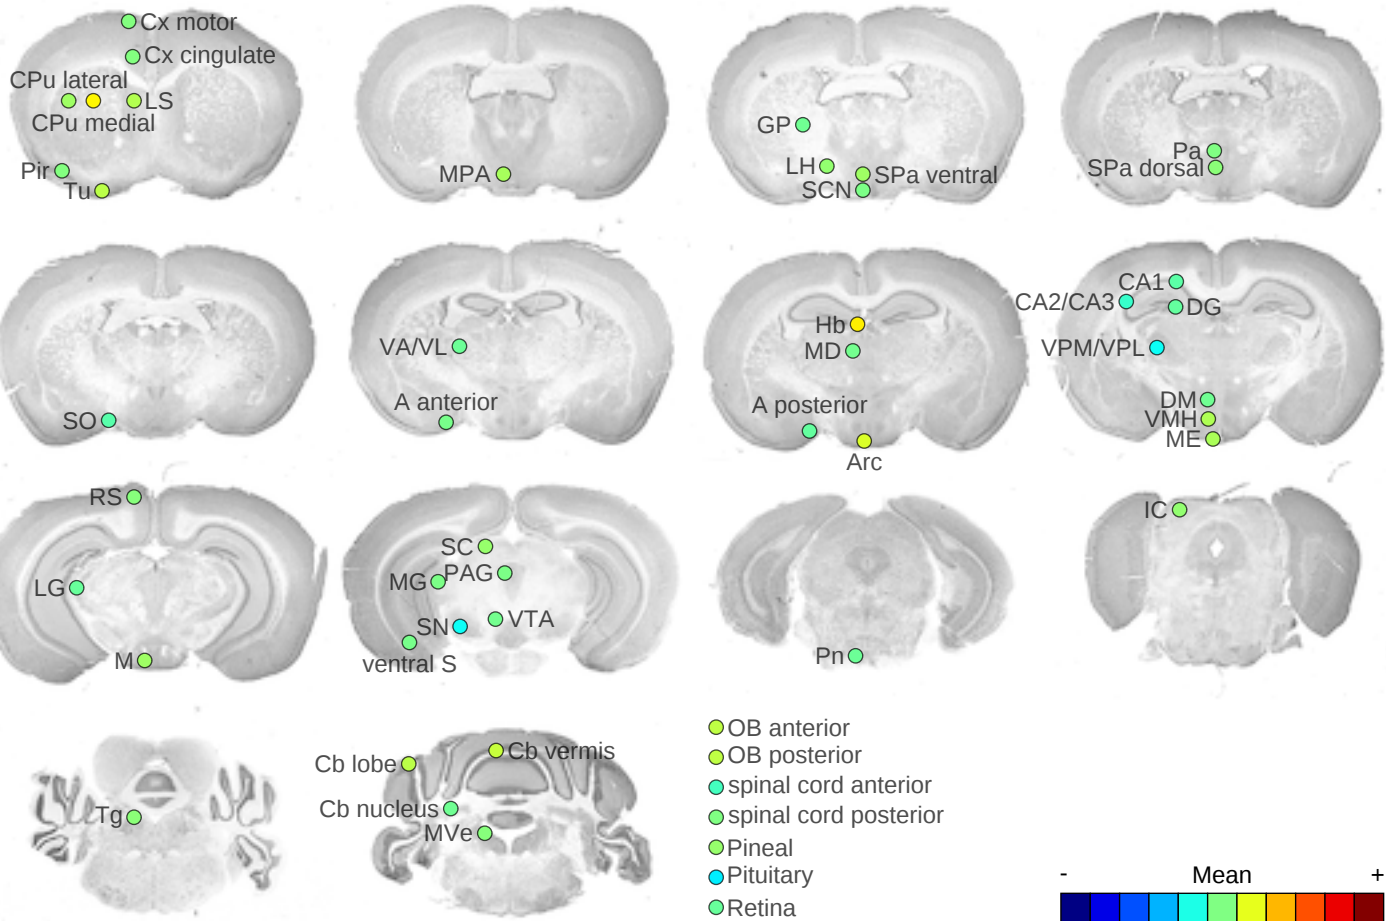 Cx motor
Cx cingulate
CPu lateral
LS
CPu medial
Pir
Tu
MPA
GP
LH
SPa ventral
SCN
Pa
SPa dorsal
SO
VA/VL
A anterior
Hb
MD
A posterior
Arc
CA1
CA2/CA3
DG
VPM/VPL
DM
VMH
ME
RS
LG
M
SC
PAG
MG
VTA
SN
ventral S
Pn
IC
Tg
Cb vermis
Cb lobe
Cb nucleus
MVe
OB anterior
OB posterior
spinal cord anterior
spinal cord posterior
Pineal
Pituitary
Retina
- Mean +